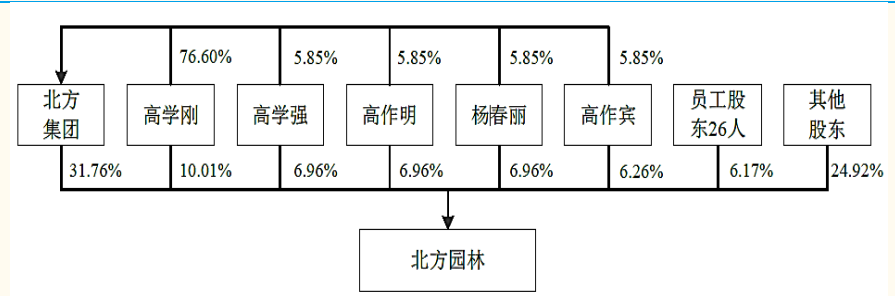 76.60% 5.85% 5.85% 5.85% 5.85%
北方
集团
高学刚
高学强
高作明
杨春丽
高作宾
员工股
东26人
其他
股东
31.76% 10.01% 6.96% 6.96% 6.96% 6.26% 6.17% 24.92%
北方园林